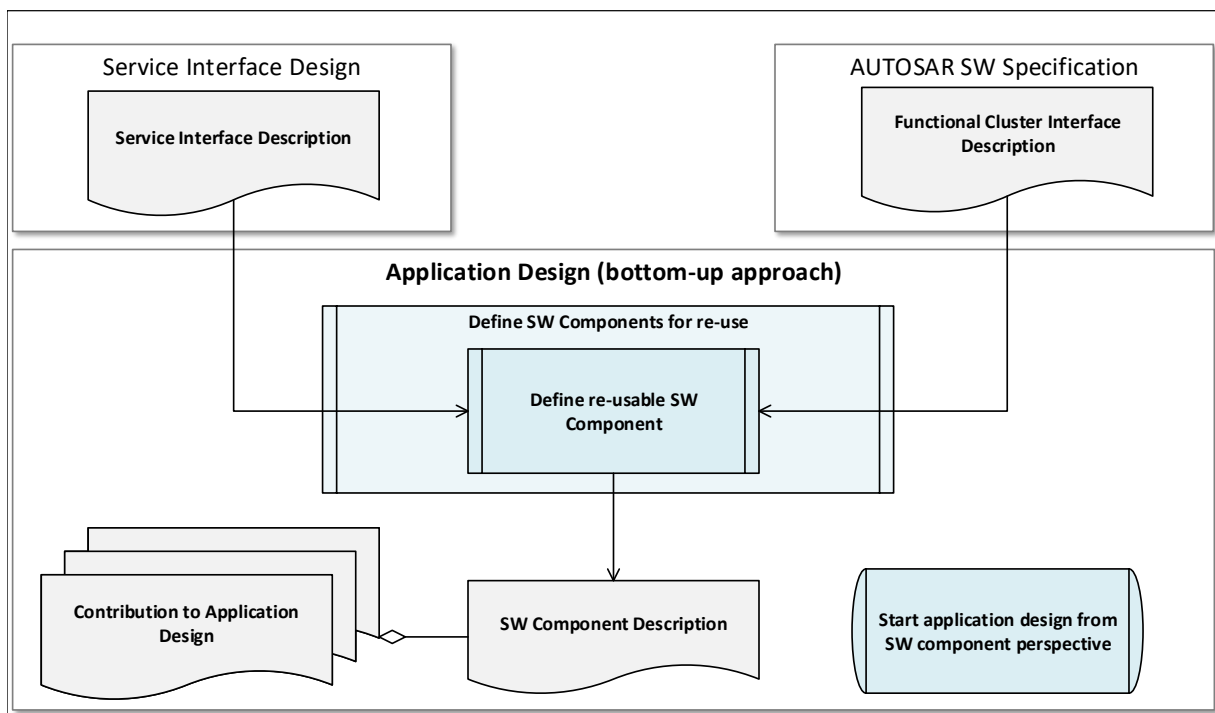 Service Interface Design
AUTOSAR SW Specification
Service Interface Description
Functional Cluster Interface
Description
Application Design (bottom-up approach)
Define SW Components for re-use
Define re-usable SW
Component
Contribution to Application
Design
SW Component Description
Start application design from
SW component perspective